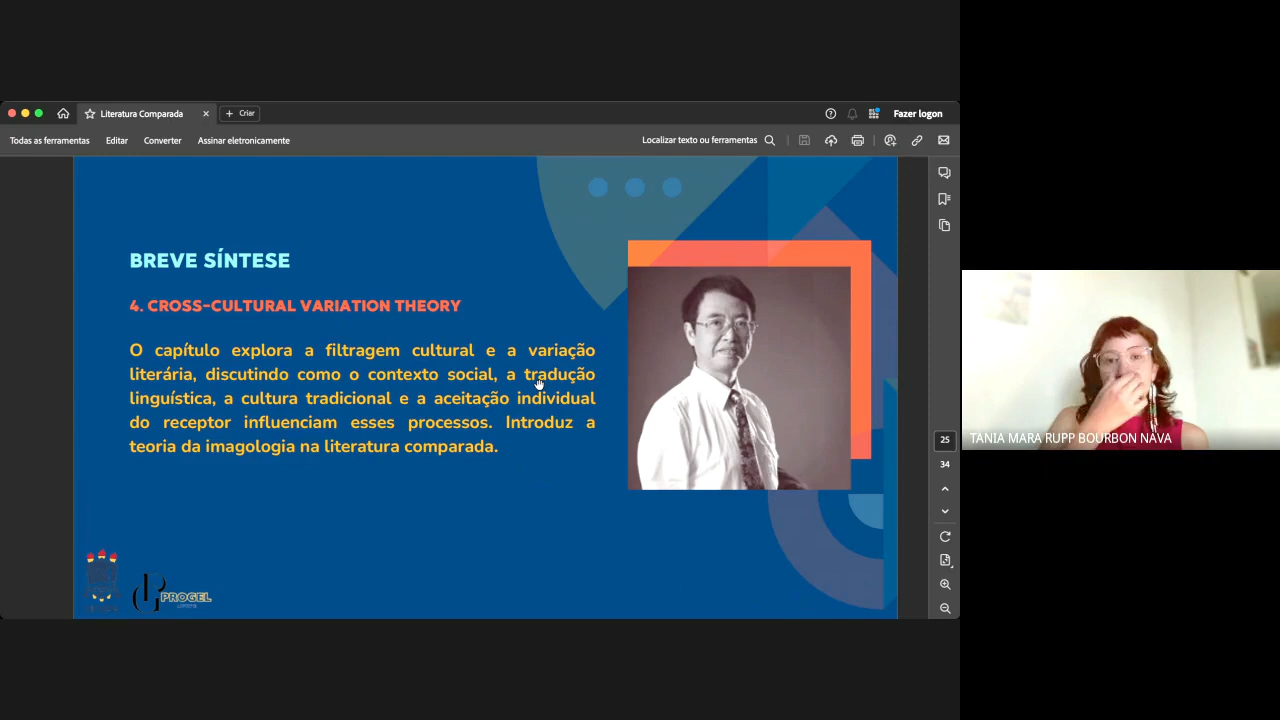 Literatura Comparada
Criar
Fazer logon
Todas as ferramentas
Editar
Converter
Assinar eletronicamente
Localizar texto ou ferramentas
BREVE SÍNTESE
4. CROSS-CULTURAL VARIATION THEORY
O capítulo explora a filtragem cultural e a variação
literária, discutindo como o contexto social, a tradução
linguística, a cultura tradicional e a aceitação individual
do receptor influenciam esses processos. Introduz a
teoria da imagologia na literatura comparada.
25
34
PROGEL
TANIA MARA RUPP BOURBON NAVA